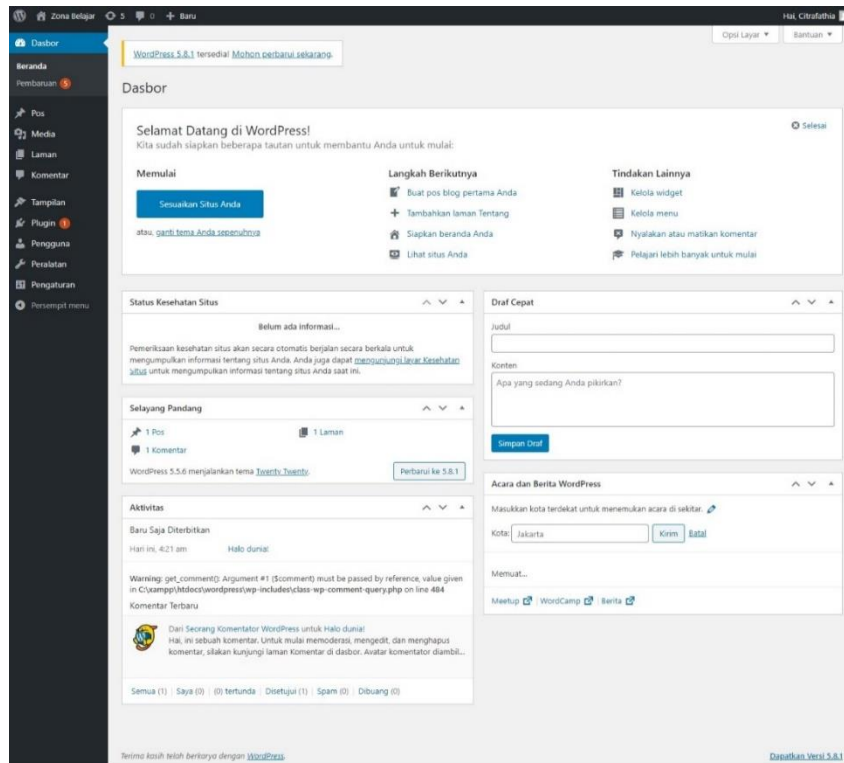 Zona Belajar 5 0 + Baru
Hai, Citrafathia
Dasbor
Beranda
Pembaruan 5
Pos
Media
Laman
Komentar
Tampilan
Plugin 1
Pengguna
Peralatan
Pengaturan
Persempit menu
Opsi Layar ▼
Bantuan ▼
WordPress 5.8.1 tersedia! Mohon perbarui sekarang.
Dasbor
Selamat Datang di WordPress!
Selesai
Kita sudah siapkan beberapa tautan untuk membantu Anda untuk mulai:
Memulai
Sesuaikan Situs Anda
atau, ganti tema Anda sepenuhnya
Langkah Berikutnya
Buat pos blog pertama Anda
Tambahkan laman Tentang
Siapkan beranda Anda
Lihat situs Anda
Tindakan Lainnya
Kelola widget
Kelola menu
Nyalakan atau matikan komentar
Pelajari lebih banyak untuk mulai
Status Kesehatan Situs
Belum ada informasi...
Pemeriksaan kesehatan situs akan secara otomatis berjalan secara berkala untuk
mengumpulkan informasi tentang situs Anda. Anda juga dapat mengunjungi layar Kesehatan
Situs untuk mengumpulkan informasi tentang situs Anda saat ini.
Selayang Pandang
1 Pos
1 Laman
1 Komentar
WordPress 5.5.6 menjalankan tema Twenty Twenty.
Perbarui ke 5.8.1
Aktivitas
Baru Saja Diterbitkan
Hari ini, 4:21 am Halo dunia!
Warning: get_comment(): Argument #1 ($comment) must be passed by reference, value given
in C:\xampp\htdocs\wordpress\wp-includes\class-wp-comment-query.php on line 484
Komentar Terbaru
Dari Seorang Komentator WordPress untuk Halo dunia!
Hai, ini sebuah komentar. Untuk mulai memoderasi, mengedit, dan menghapus
komentar, silakan kunjungi laman Komentar di dasbor. Avatar komentator diambil...
Semua (1) | Saya (0) | (0) tertunda | Disetujui (1) | Spam (0) | Dibuang (0)
Draf Cepat
Judul
Konten
Apa yang sedang Anda pikirkan?
Simpan Draf
Acara dan Berita WordPress
Masukkan kota terdekat untuk menemukan acara di sekitar.
Kota: Jakarta Kirim Batal
Memuat...
Meetup | WordCamp | Berita
Terima kasih telah berkarya dengan WordPress.
Dapatkan Versi 5.8.1